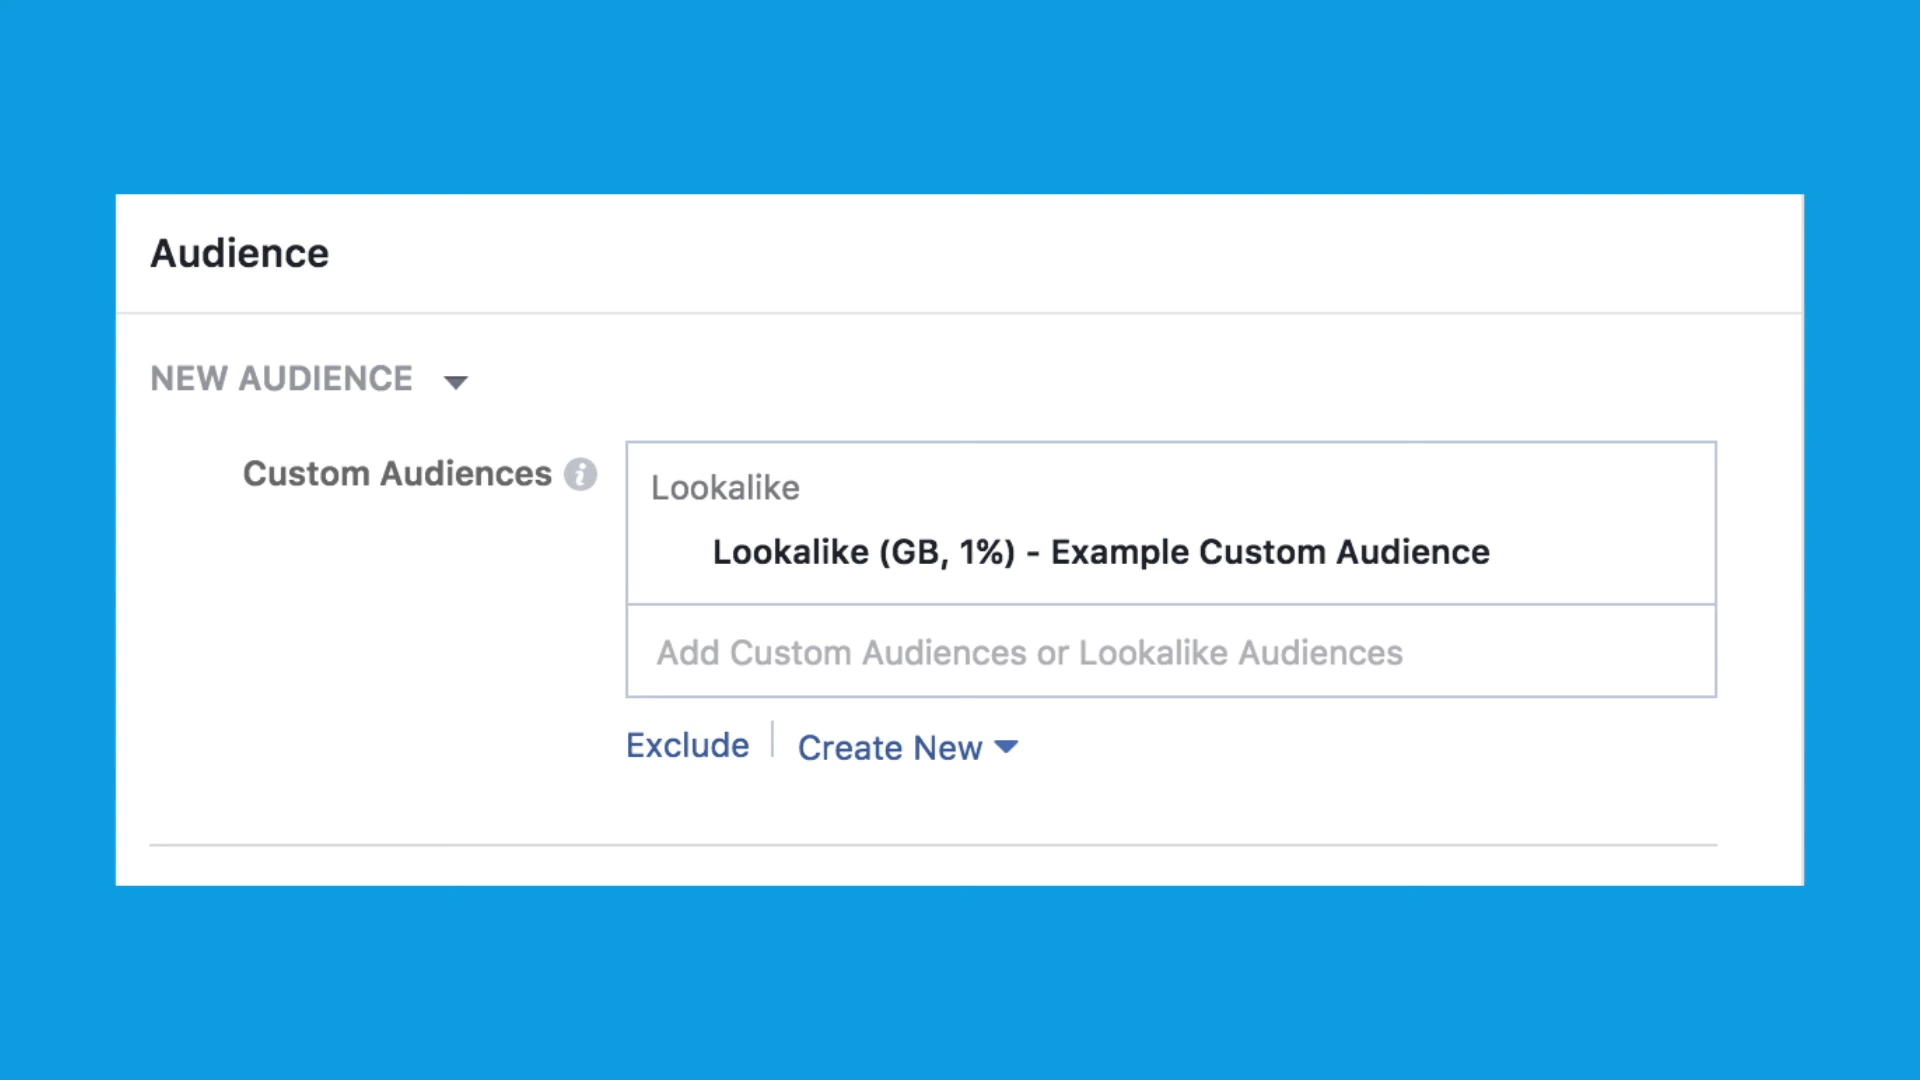 Audience
NEW AUDIENCE
Custom Audiences
Lookalike
Lookalike (GB, 1%) - Example Custom Audience
Add Custom Audiences or Lookalike Audiences
Exclude
Create New